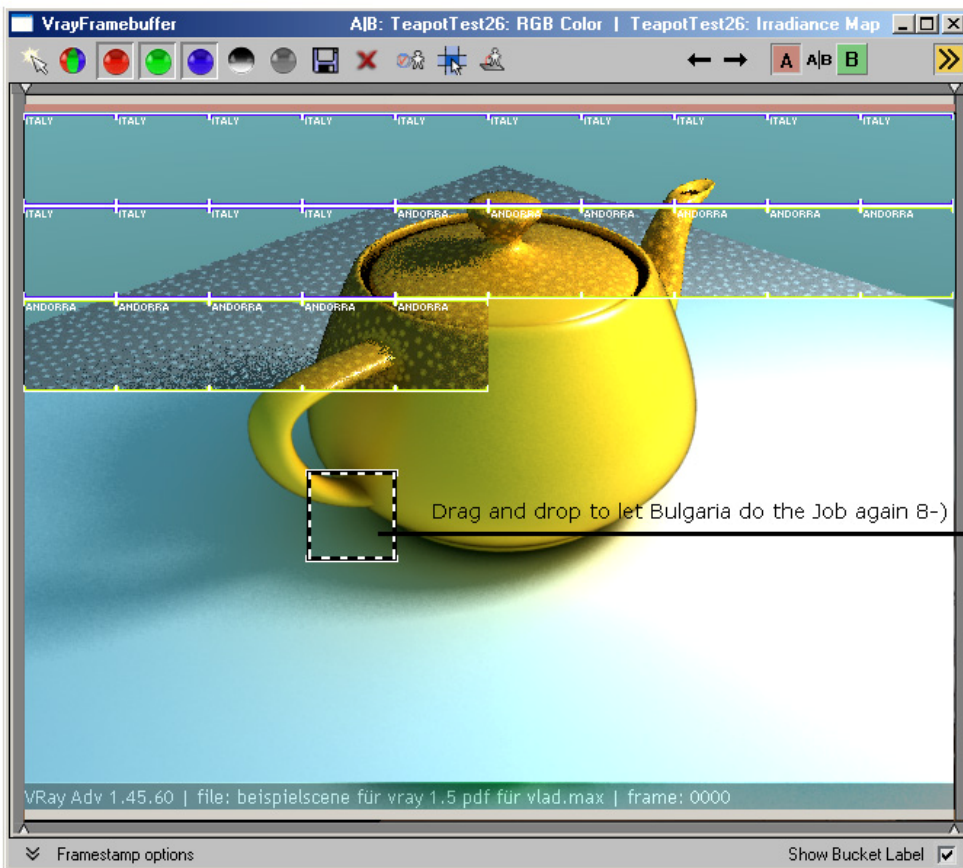 VrayFramebuffer A|B: TeapotTest26: RGB Color | TeapotTest26: Irradiance Map
A A|B B
ITALY ITALY ITALY ITALY ITALY ITALY ITALY ITALY ITALY ITALY
ITALY ITALY ITALY ITALY ANDORRA ANDORRA ANDORRA ANDORRA ANDORRA ANDORRA
ANDORRA ANDORRA ANDORRA ANDORRA ANDORRA
Drag and drop to let Bulgaria do the Job again 8-)
VRay Adv 1.45.60 | file: beispielscene für vray 1.5 pdf für vlad.max | frame: 0000
Framestamp options Show Bucket Label